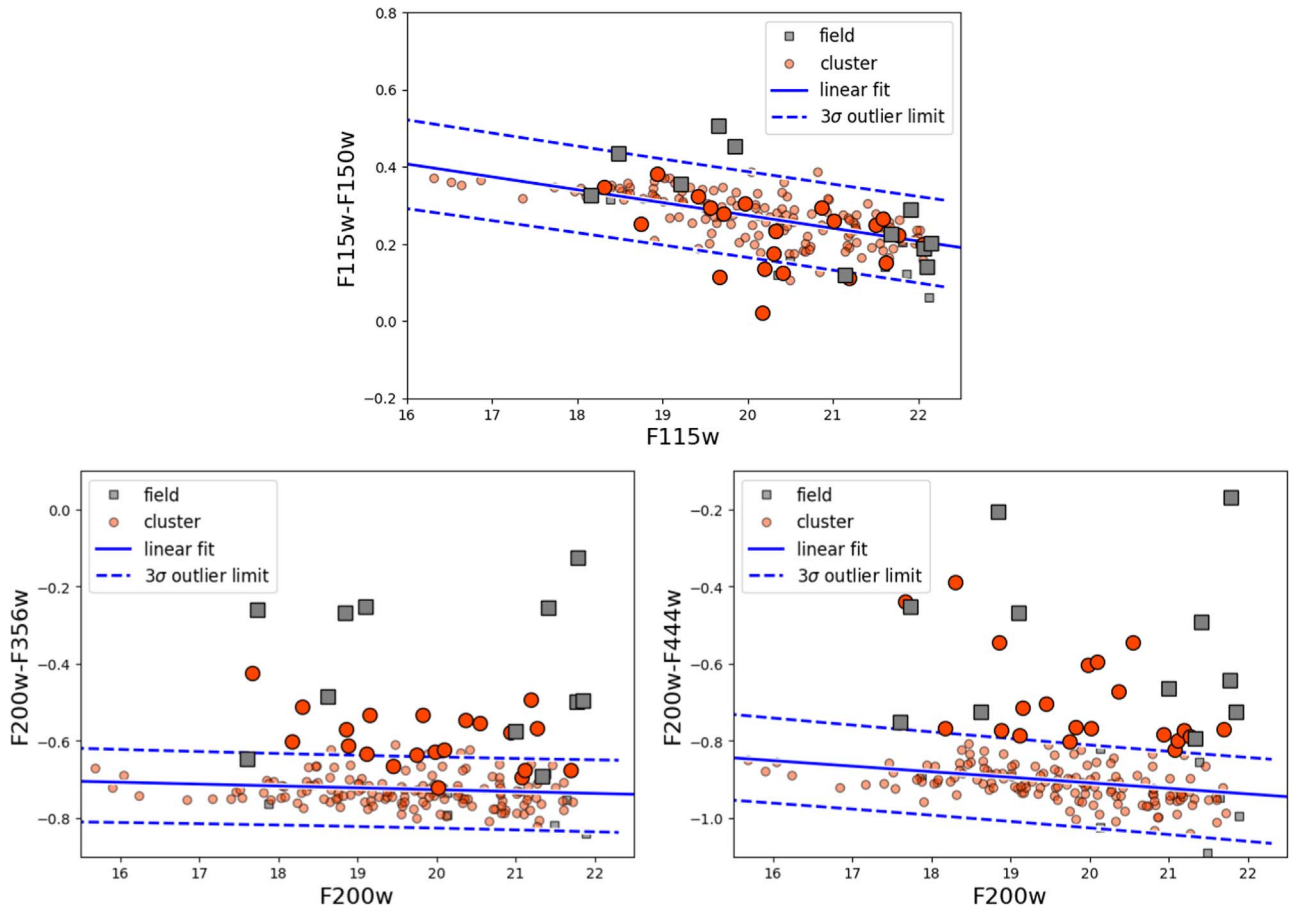 0.8
0.6
0.4
0.2
0.0
−0.2
F115w-F150w
field
cluster
linear fit
3σ outlier limit
16 17 18 19 20 21 22
F115w
0.0
−0.2
−0.4
−0.6
−0.8
F200w-F356w
field
cluster
linear fit
3σ outlier limit
16 17 18 19 20 21 22
F200w
−0.2
−0.4
−0.6
−0.8
−1.0
F200w-F444w
field
cluster
linear fit
3σ outlier limit
16 17 18 19 20 21 22
F200w